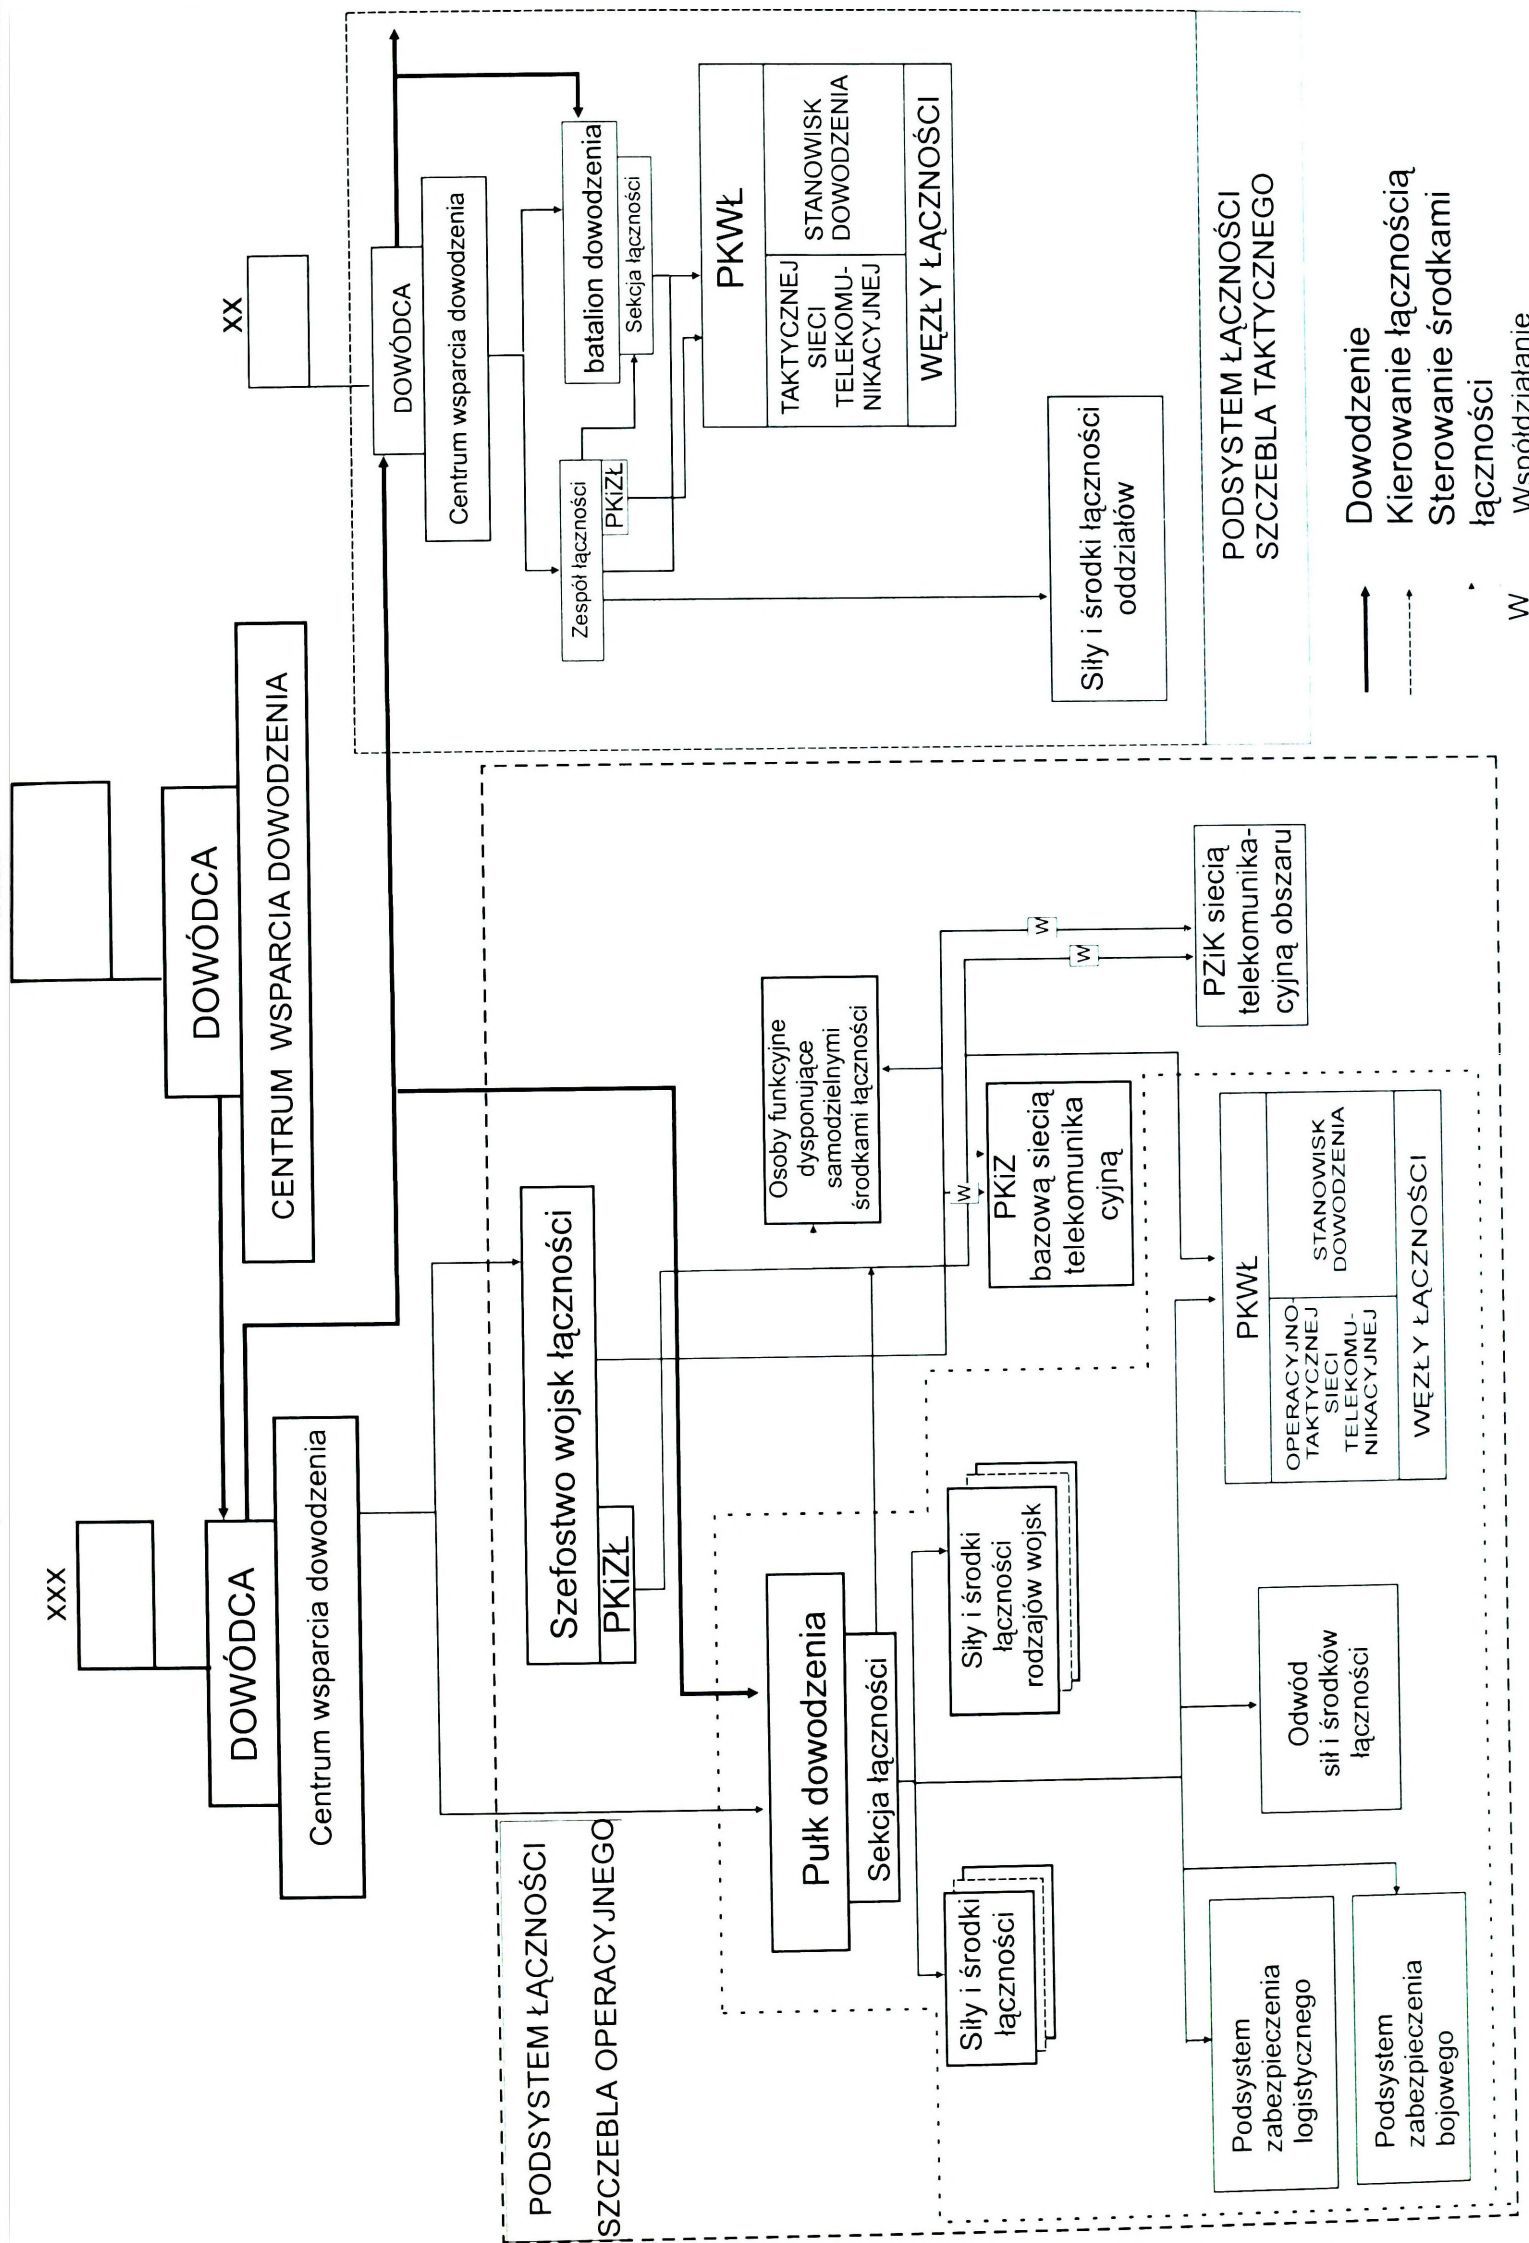 XXX
DOWÓDCA
Centrum wsparcia dowodzenia
DOWÓDCA
CENTRUM WSPARCIA DOWODZENIA
XX
DOWÓDCA
Centrum wsparcia dowodzenia
PODSYSTEM ŁĄCZNOŚCI
SZCZEBLA OPERACYJNEGO
Szefostwo wojsk łączności
PKiZŁ
Pułk dowodzenia
Sekcja łączności
Osoby funkcyjne
dysponujące
samodzielnymi
środkami łączności
Siły i środki
łączności
Siły i środki
łączności
rodzajów wojsk
W
PKiZ
bazową siecią
telekomunika
cyjną
W
W
PZiK siecią
telekomunika-
cyjną obszaru
Podsystem
zabezpieczenia
logistycznego
Podsystem
zabezpieczenia
bojowego
Odwód
sił i środków
łączności
PKWŁ
OPERACYJNO-
TAKTYCZNEJ
SIECI
TELEKOMU-
NIKACYJNEJ
STANOWISK
DOWODZENIA
WĘZŁY ŁĄCZNOŚCI
Zespół łączności
PKiZŁ
batalion dowodzenia
Sekcja łączności
PKWŁ
TAKTYCZNEJ
SIECI
TELEKOMU-
NIKACYJNEJ
STANOWISK
DOWODZENIA
WĘZŁY ŁĄCZNOŚCI
Siły i środki łączności
oddziałów
PODSYSTEM ŁĄCZNOŚCI
SZCZEBLA TAKTYCZNEGO
Dowodzenie
Kierowanie łącznością
Sterowanie środkami
łączności
W Współdziałanie